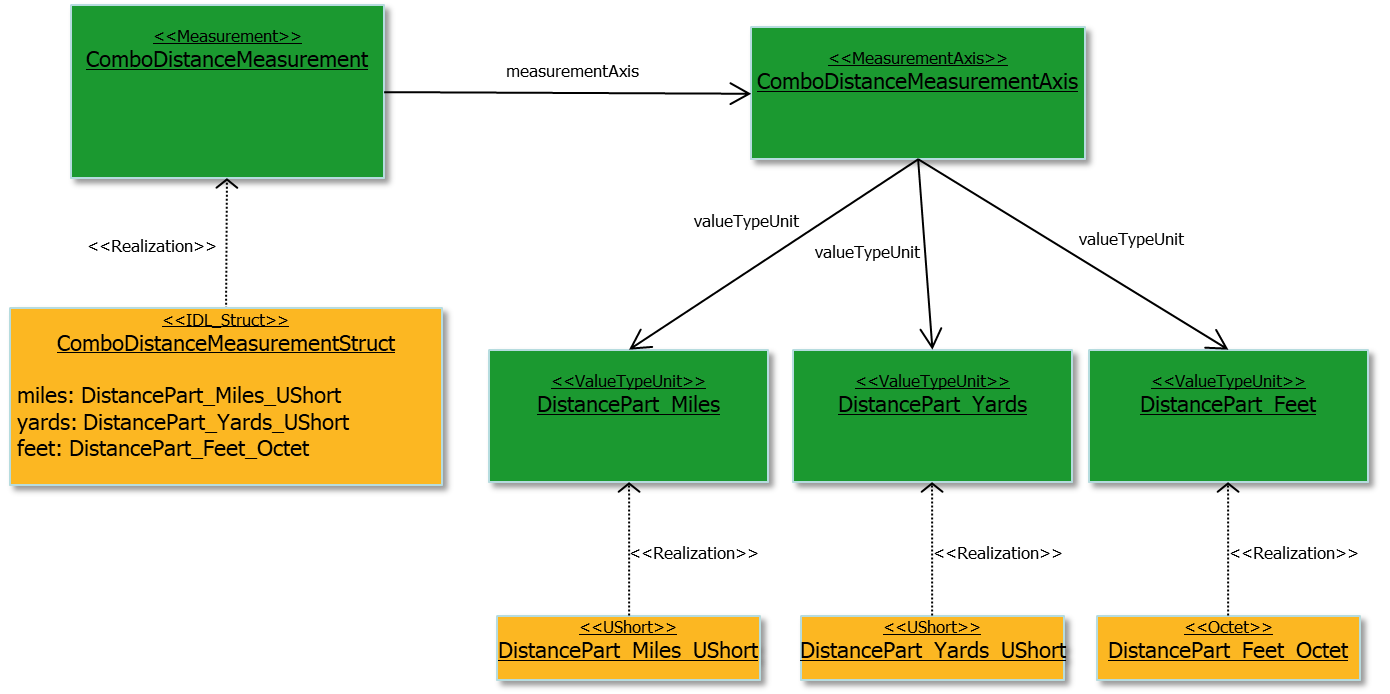 <<Measurement>>
ComboDistanceMeasurement
measurementAxis
<<MeasurementAxis>>
ComboDistanceMeasurementAxis
<<Realization>>
valueTypeUnit
valueTypeUnit
valueTypeUnit
<<IDL_Struct>>
ComboDistanceMeasurementStruct
miles: DistancePart_Miles_UShort
yards: DistancePart_Yards_UShort
feet: DistancePart_Feet_Octet
<<ValueTypeUnit>>
DistancePart_Miles
<<ValueTypeUnit>>
DistancePart_Yards
<<ValueTypeUnit>>
DistancePart_Feet
<<Realization>>
<<Realization>>
<<Realization>>
<<UShort>>
DistancePart_Miles_UShort
<<UShort>>
DistancePart_Yards_UShort
<<Octet>>
DistancePart_Feet_Octet